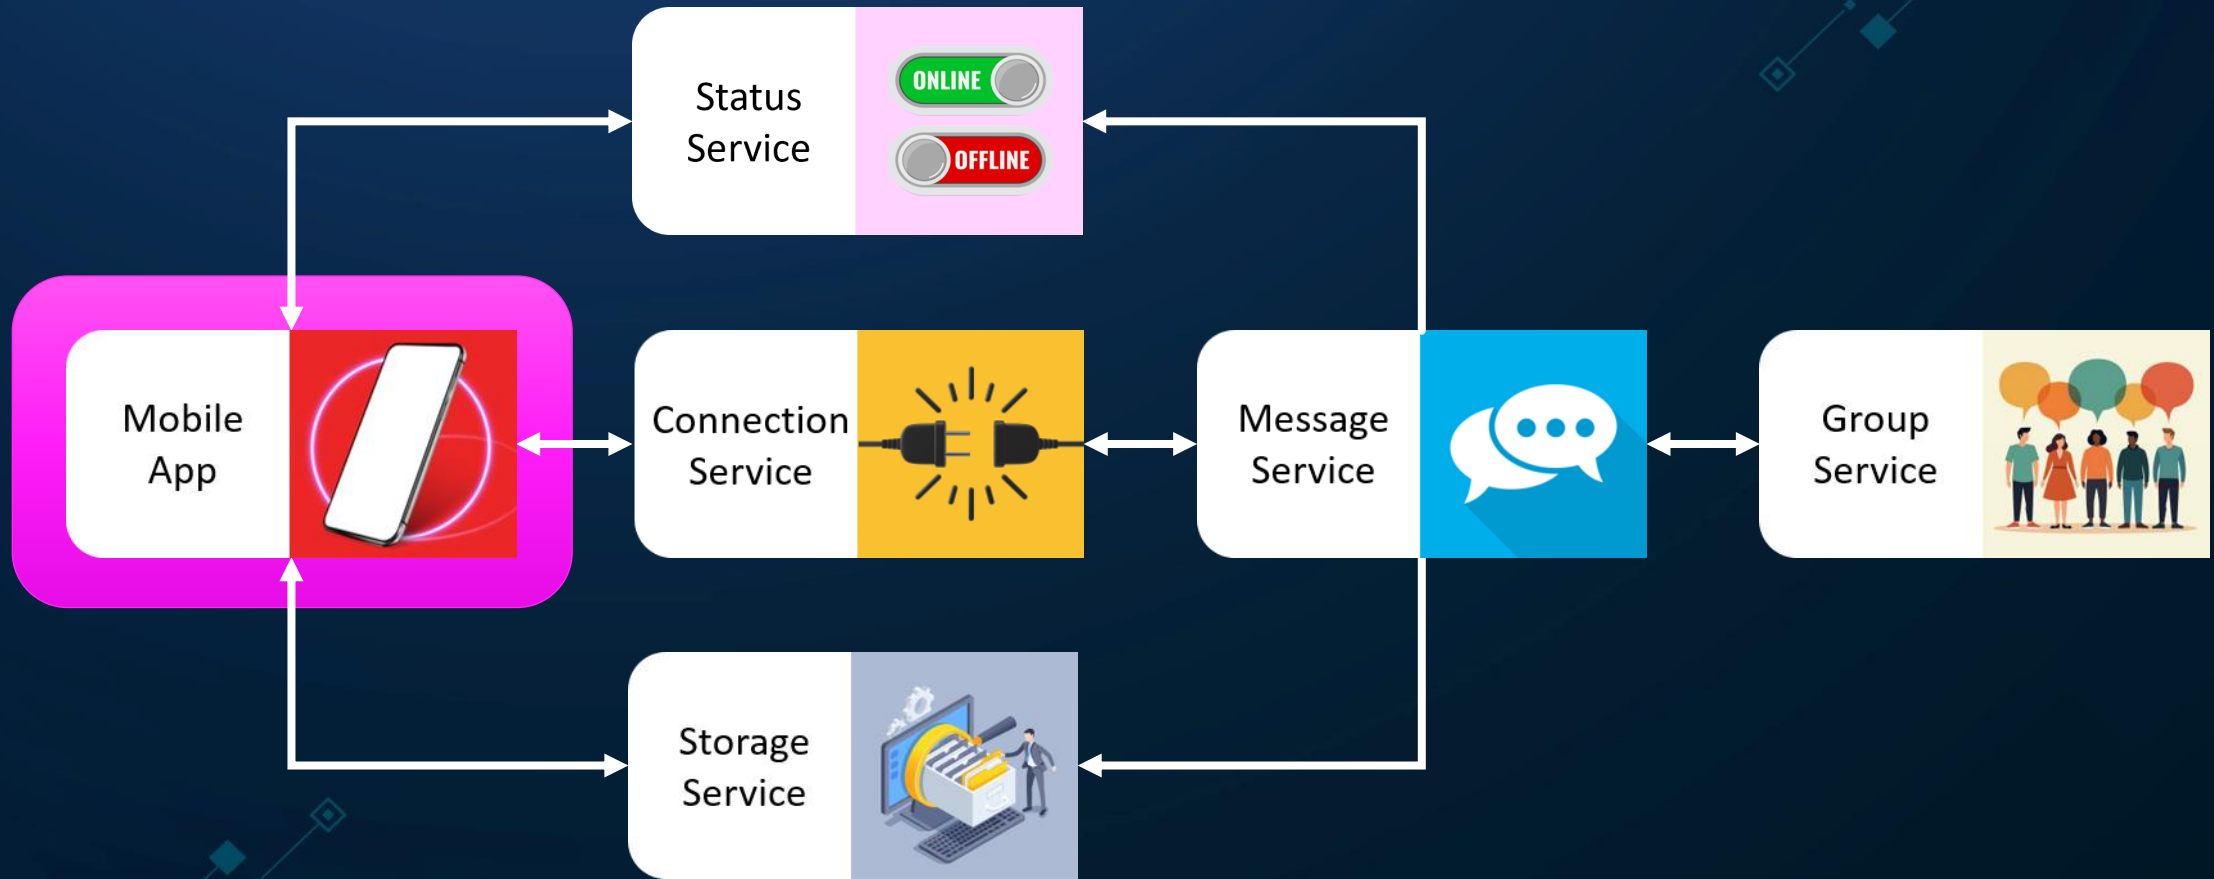 Status
Service
ONLINE
OFFLINE
Mobile
App
Connection
Service
Message
Service
Group
Service
Storage
Service